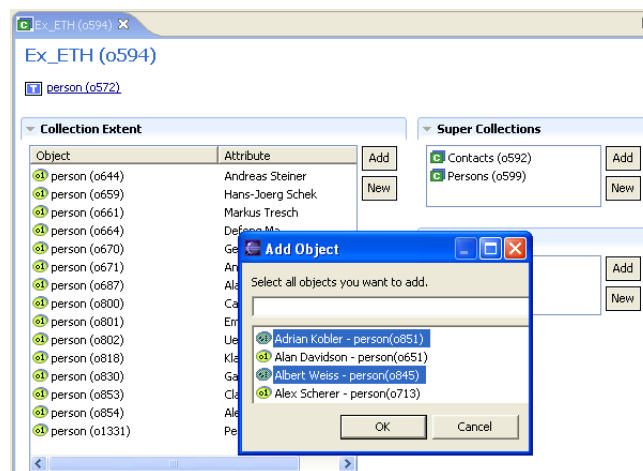 Ex_ETH (o594)
Ex_ETH (o594)
person (o572)
Collection Extent
Object Attribute
person (o644) Andreas Steiner
person (o659) Hans-Joerg Schek
person (o661) Markus Tresch
person (o664)
person (o670)
person (o671)
person (o687)
person (o800)
person (o801)
person (o802)
person (o818)
person (o830)
person (o853)
person (o854)
person (o1331)
Add
New
Super Collections
Contacts (o592)
Persons (o599)
Add
New
Add
New
Add Object
Select all objects you want to add.
Adrian Kobler - person(o851)
Alan Davidson - person(o651)
Albert Weiss - person(o845)
Alex Scherer - person(o713)
OK Cancel